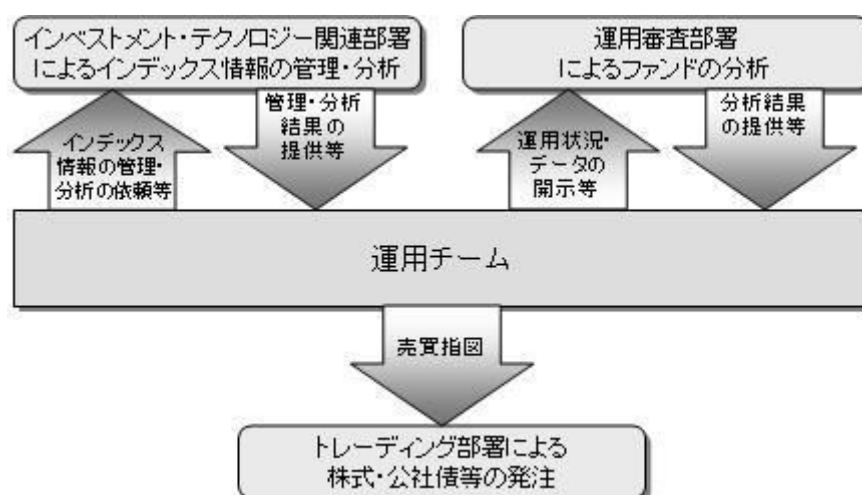 インベストメント・テクノロジー関連部署
によるインデックス情報の管理・分析
運用審査部署
によるファンドの分析
インデックス
情報の管理・
分析の依頼等
管理・分析
結果の
提供等
運用状況・
データの
開示等
分析結果
の提供等
運用チーム
売買指図
トレーディング部署による
株式・公社債等の発注